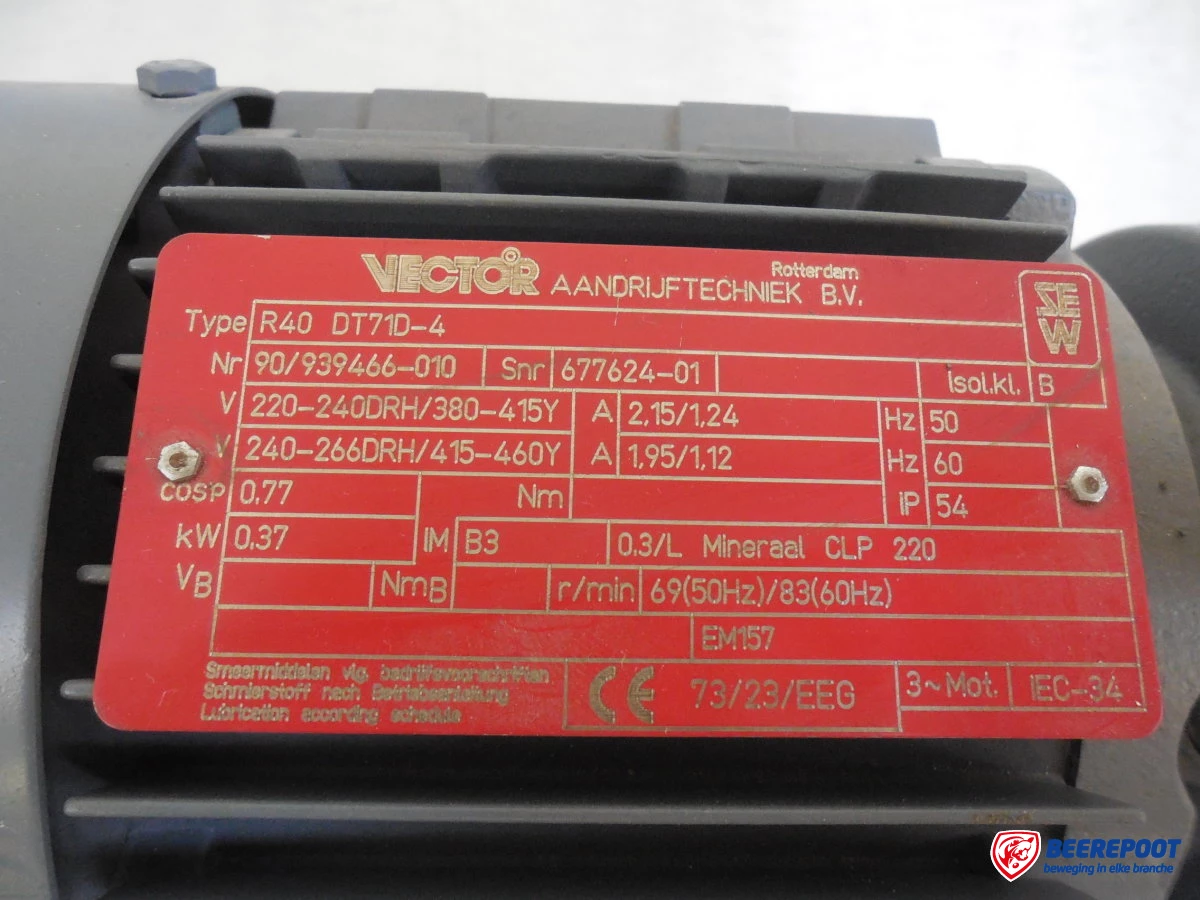 VECTOR AANDRIJFTECHNIEK B.V. Rotterdam
SEW
Type R40 DT71D-4
Nr 90/939466-010 Snr 677624-01 Isol.kl. B
V 220-240DRH/380-415Y A 2,15/1,24 Hz 50
V 240-266DRH/415-460Y A 1,95/1,12 Hz 60
cosφ 0,77 Nm IP 54
kW 0,37 IM B3 0,3/L Mineraal CLP 220
VB NmB r/min 69(50Hz)/83(60Hz)
EM157
Smeermiddelen vlg. bedrijfsvoorschriften
Schmierstoff nach Betriebsanleitung
Lubrication according schedule
CE 73/23/EEG 3~Mot. IEC-34
BEEREPOOT
beweging in elke branche